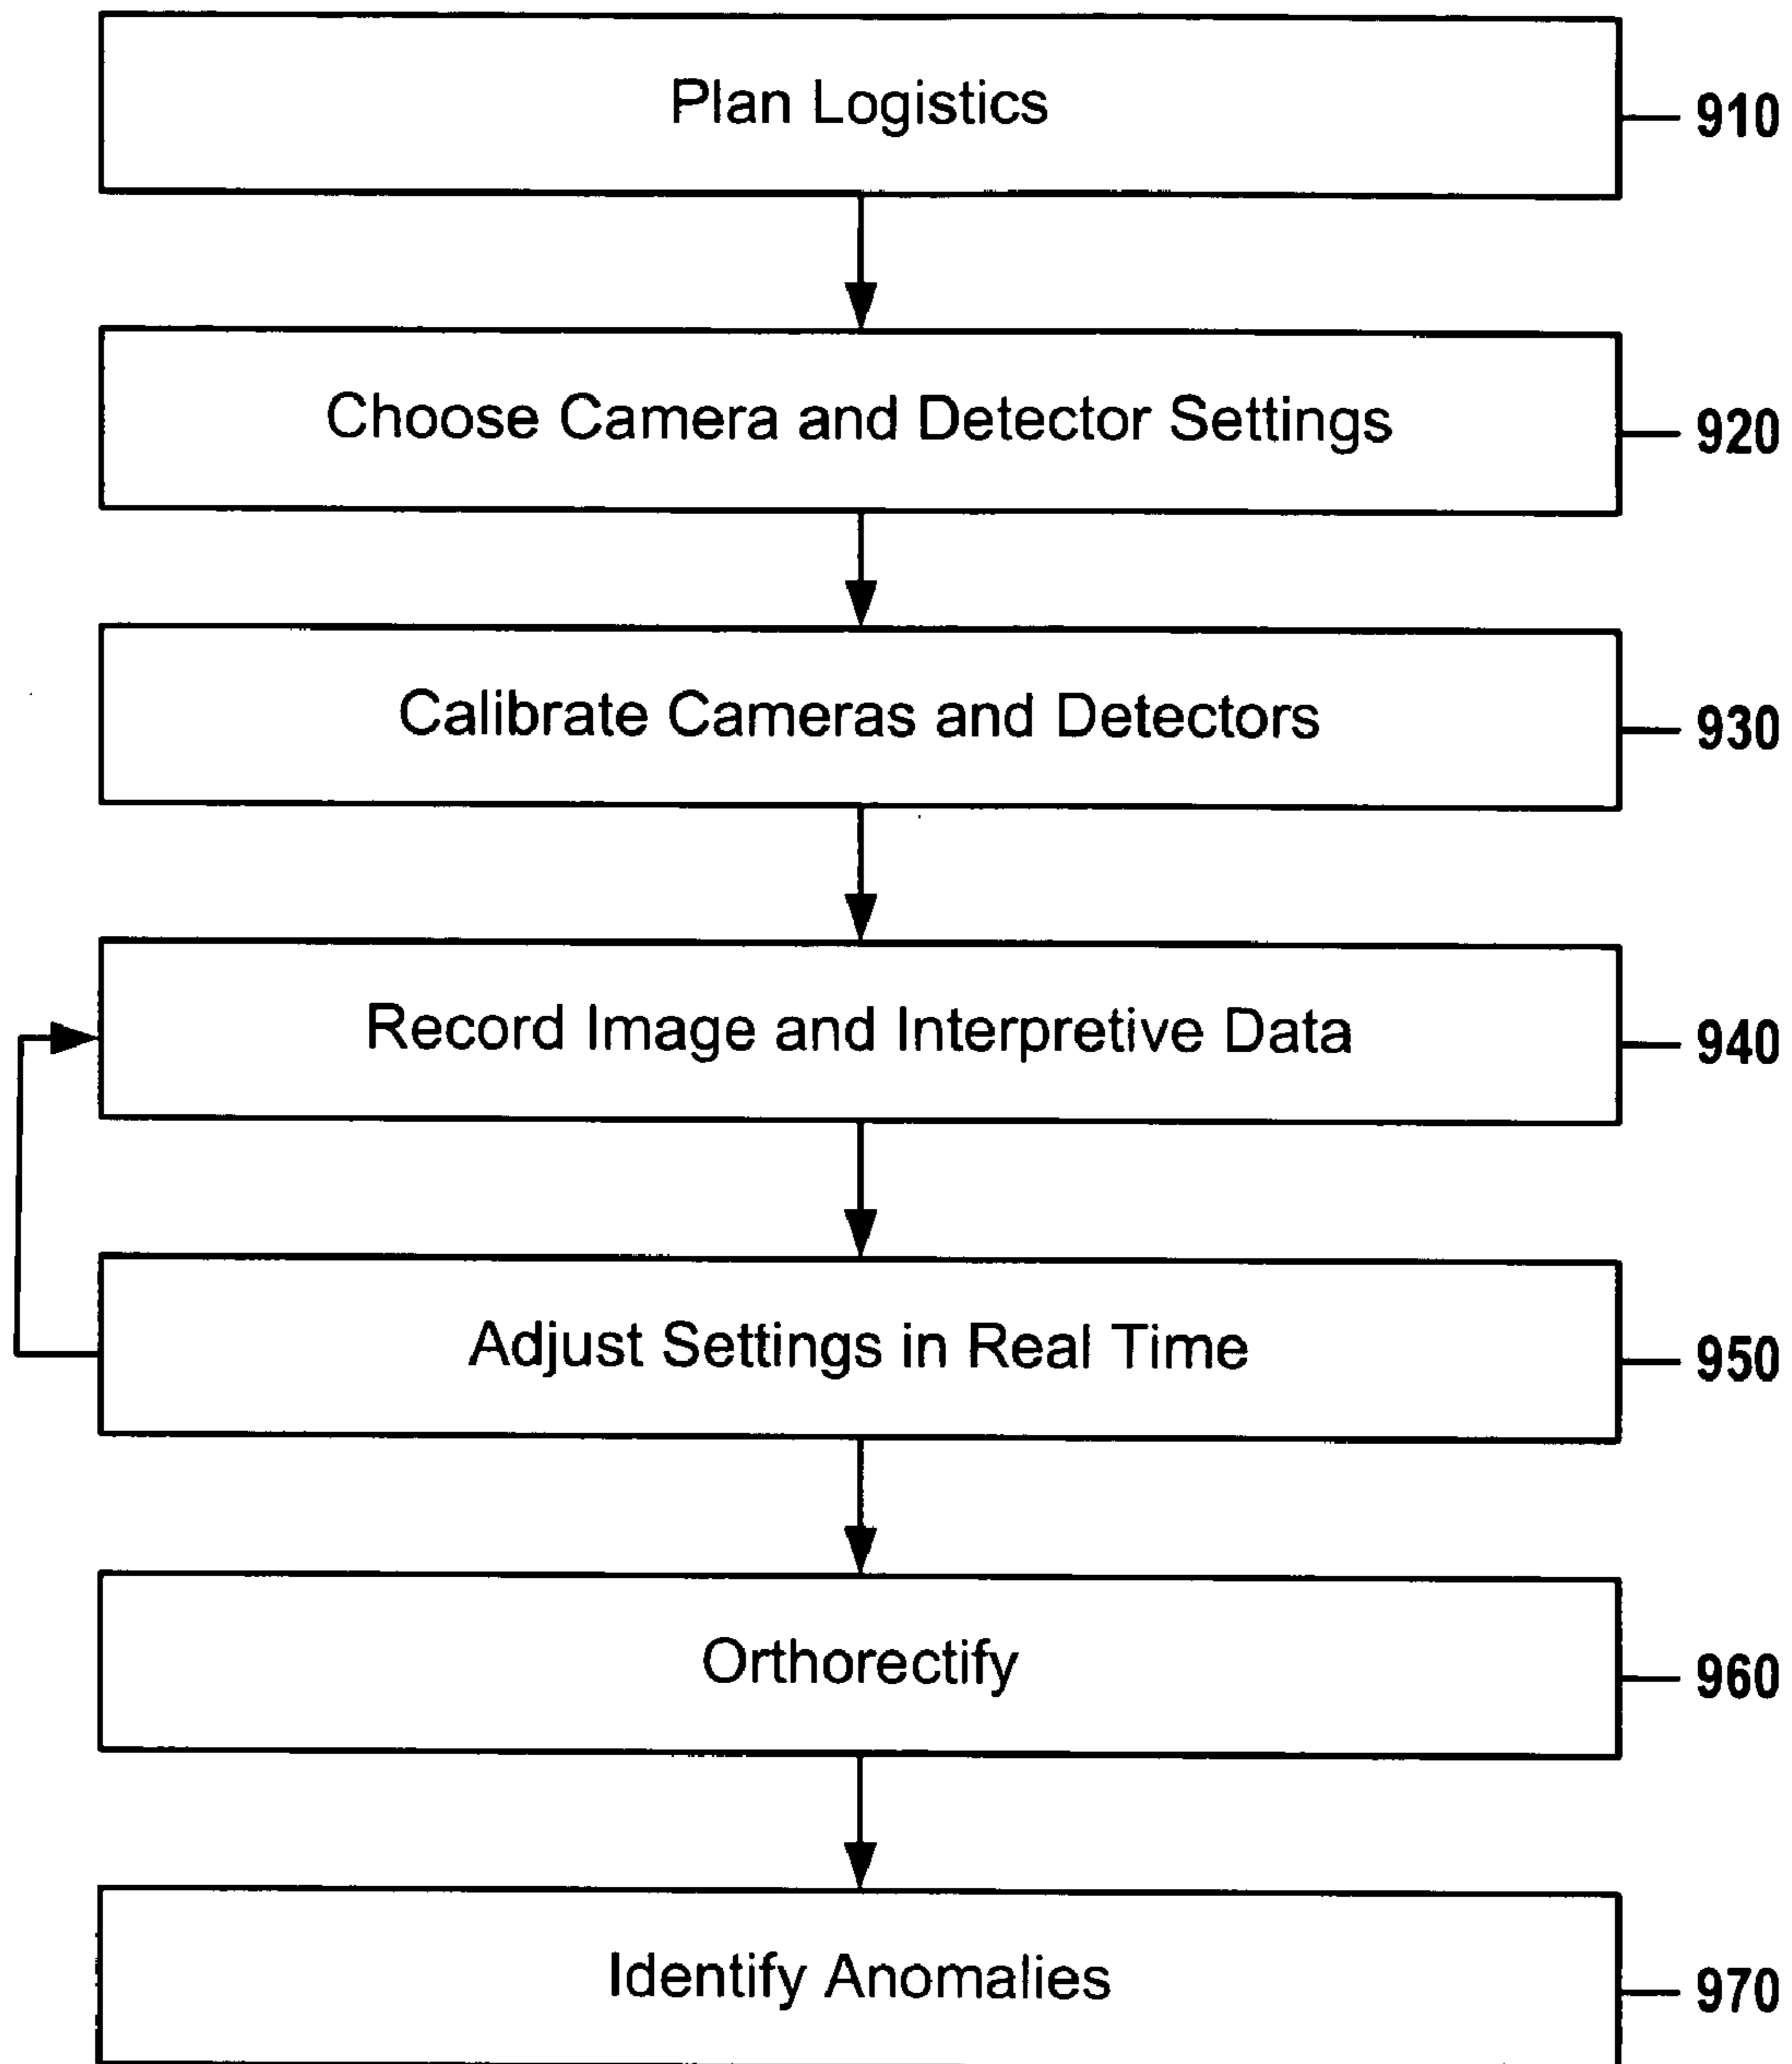 Plan Logistics
910
Choose Camera and Detector Settings
920
Calibrate Cameras and Detectors
930
Record Image and Interpretive Data
940
Adjust Settings in Real Time
950
Orthorectify
960
Identify Anomalies
970